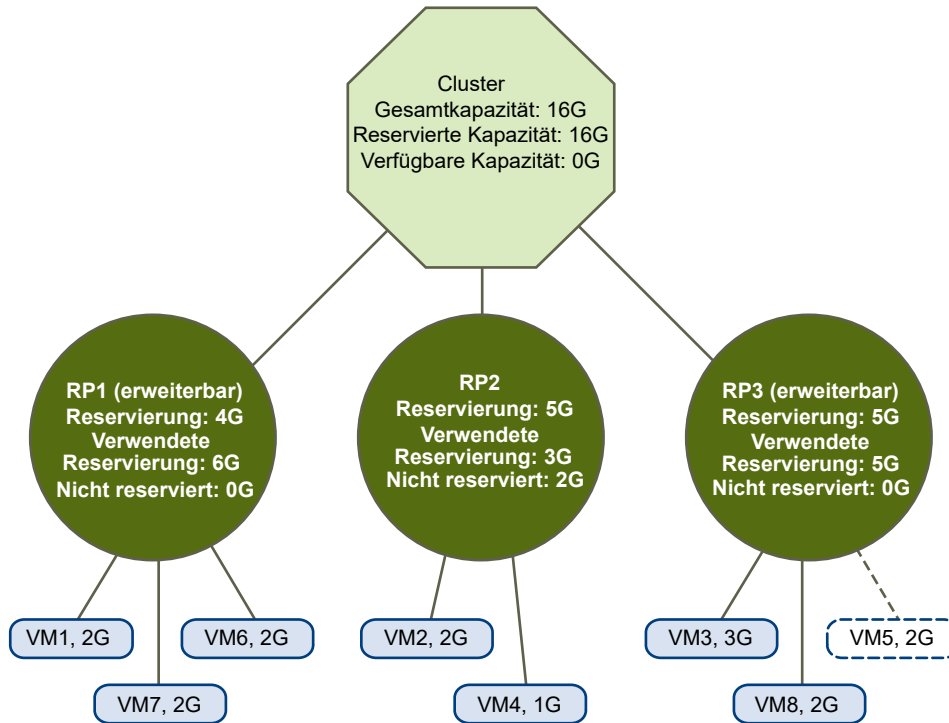 Cluster
Gesamtkapazität: 16G
Reservierte Kapazität: 16G
Verfügbare Kapazität: 0G
RP1 (erweiterbar)
Reservierung: 4G
Verwendete
Reservierung: 6G
Nicht reserviert: 0G
RP2
Reservierung: 5G
Verwendete
Reservierung: 3G
Nicht reserviert: 2G
RP3 (erweiterbar)
Reservierung: 5G
Verwendete
Reservierung: 5G
Nicht reserviert: 0G
VM1, 2G
VM6, 2G
VM2, 2G
VM3, 3G
VM5, 2G
VM7, 2G
VM4, 1G
VM8, 2G